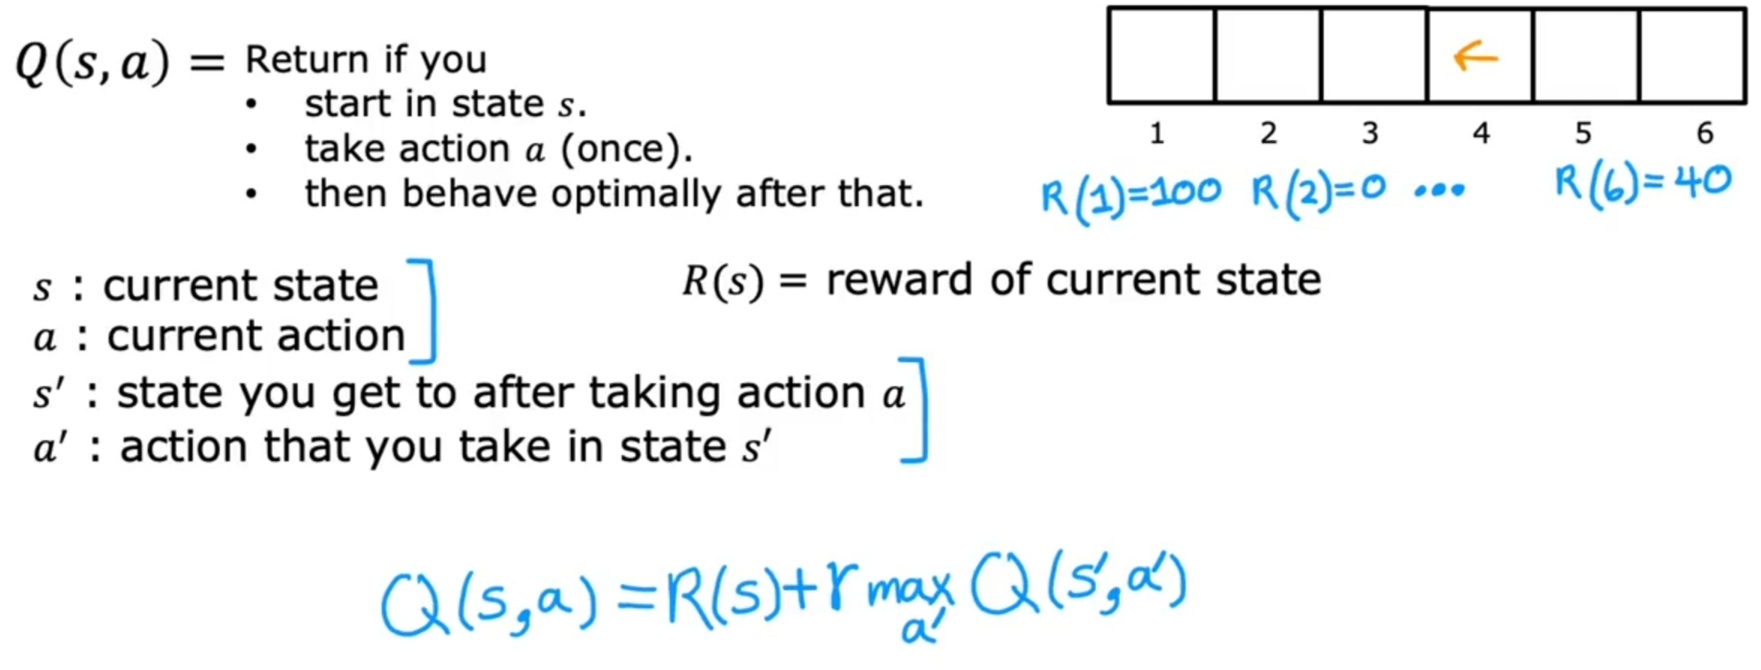 Q(s, a) = Return if you
• start in state s.
• take action a (once).
• then behave optimally after that.
←
1 2 3 4 5 6
R(1)=100 R(2)=0 ... R(6)=40
s : current state
a : current action
R(s) = reward of current state
s′ : state you get to after taking action a
a′ : action that you take in state s′
Q(s,a) = R(s)+γ max Q(s′,a′)
a′